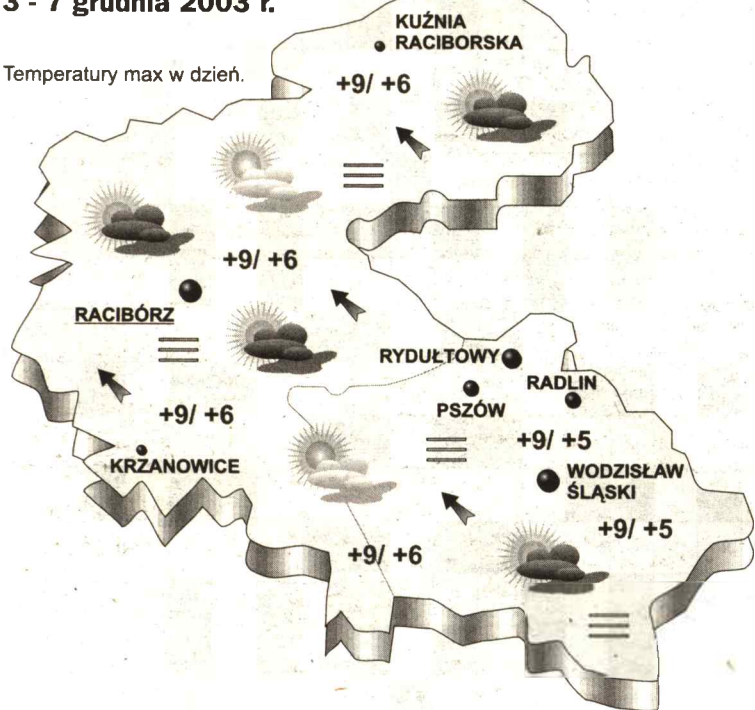 3 - 7 grudnia 2003 r.
Temperatury max w dzień.
KUŹNIA
RACIBORSKA
+9/ +6
+9/ +6
RACIBÓRZ
RYDUŁTOWY
RADLIN
PSZÓW
+9/ +6
+9/ +5
KRZANOWICE
WODZISŁAW
ŚLĄSKI
+9/ +5
+9/ +6